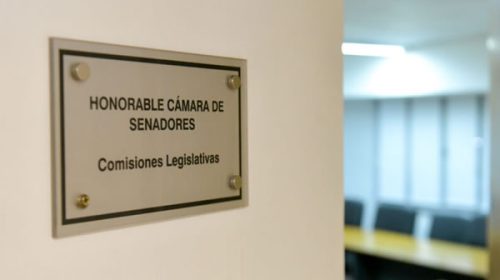 HONORABLE CÁMARA DE
SENADORES
Comisiones Legislativas